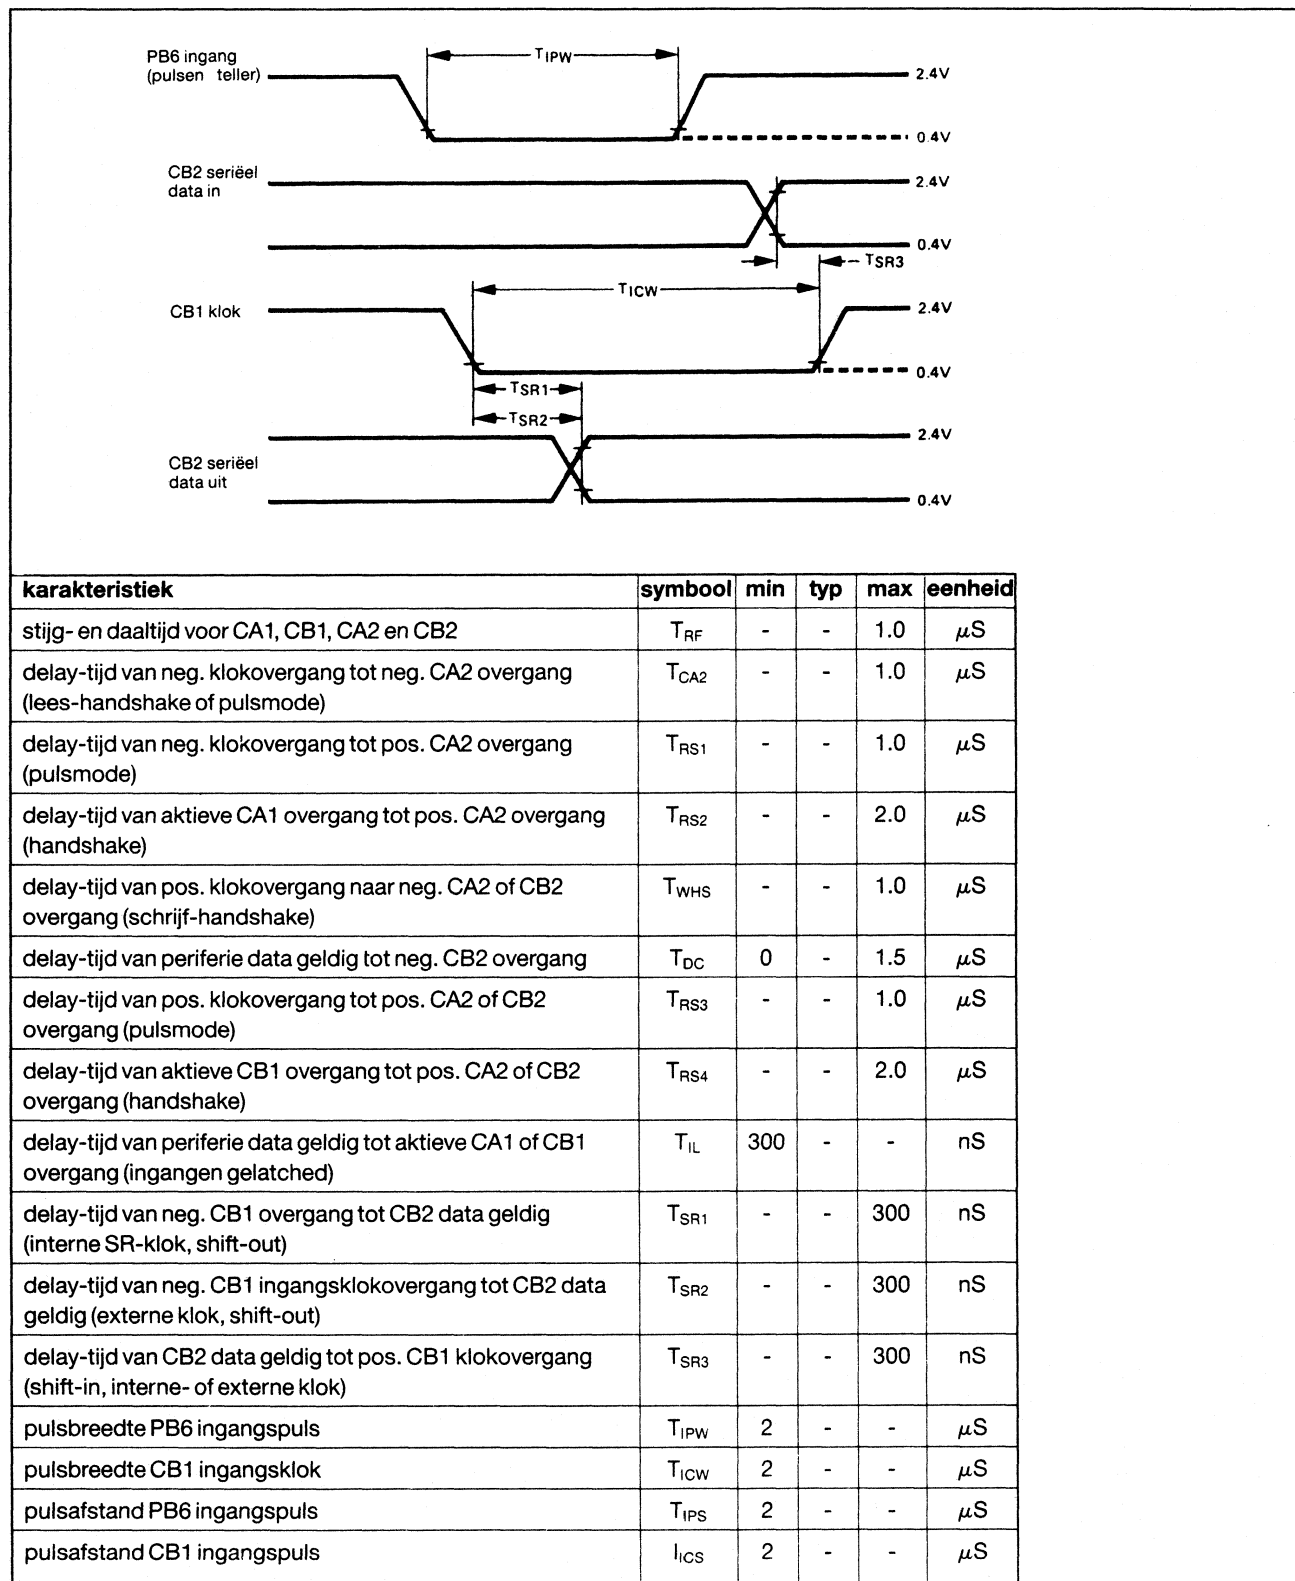 PB6 ingang
(pulsen teller)
TIPW
2.4V
0.4V
CB2 seriëel
data in
2.4V
0.4V
TSR3
TICW
CB1 klok
2.4V
0.4V
TSR1
TSR2
2.4V
CB2 seriëel
data uit
0.4V
karakteristiek symbool min typ max eenheid
stijg- en daaltijd voor CA1, CB1, CA2 en CB2 TRF - - 1.0 μS
delay-tijd van neg. klokovergang tot neg. CA2 overgang TCA2 - - 1.0 μS
(lees-handshake of pulsmode)
delay-tijd van neg. klokovergang tot pos. CA2 overgang TRS1 - - 1.0 μS
(pulsmode)
delay-tijd van aktieve CA1 overgang tot pos. CA2 overgang TRS2 - - 2.0 μS
(handshake)
delay-tijd van pos. klokovergang naar neg. CA2 of CB2 TWHS - - 1.0 μS
overgang (schrijf-handshake)
delay-tijd van periferie data geldig tot neg. CB2 overgang TDC 0 - 1.5 μS
delay-tijd van pos. klokovergang tot pos. CA2 of CB2 TRS3 - - 1.0 μS
overgang (pulsmode)
delay-tijd van aktieve CB1 overgang tot pos. CA2 of CB2 TRS4 - - 2.0 μS
overgang (handshake)
delay-tijd van periferie data geldig tot aktieve CA1 of CB1 TIL 300 - - nS
overgang (ingangen gelatched)
delay-tijd van neg. CB1 overgang tot CB2 data geldig TSR1 - - 300 nS
(interne SR-klok, shift-out)
delay-tijd van neg. CB1 ingangsklokovergang tot CB2 data TSR2 - - 300 nS
geldig (externe klok, shift-out)
delay-tijd van CB2 data geldig tot pos. CB1 klokovergang TSR3 - - 300 nS
(shift-in, interne- of externe klok)
pulsbreedte PB6 ingangspuls TIPW 2 - - μS
pulsbreedte CB1 ingangsklok TICW 2 - - μS
pulsafstand PB6 ingangspuls TIPS 2 - - μS
pulsafstand CB1 ingangspuls IICS 2 - - μS